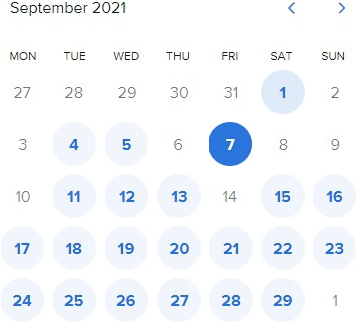 September 2021
MON TUE WED THU FRI SAT SUN
27 28 29 30 31 1 2
3 4 5 6 7 8 9
10 11 12 13 14 15 16
17 18 19 20 21 22 23
24 25 26 27 28 29 1